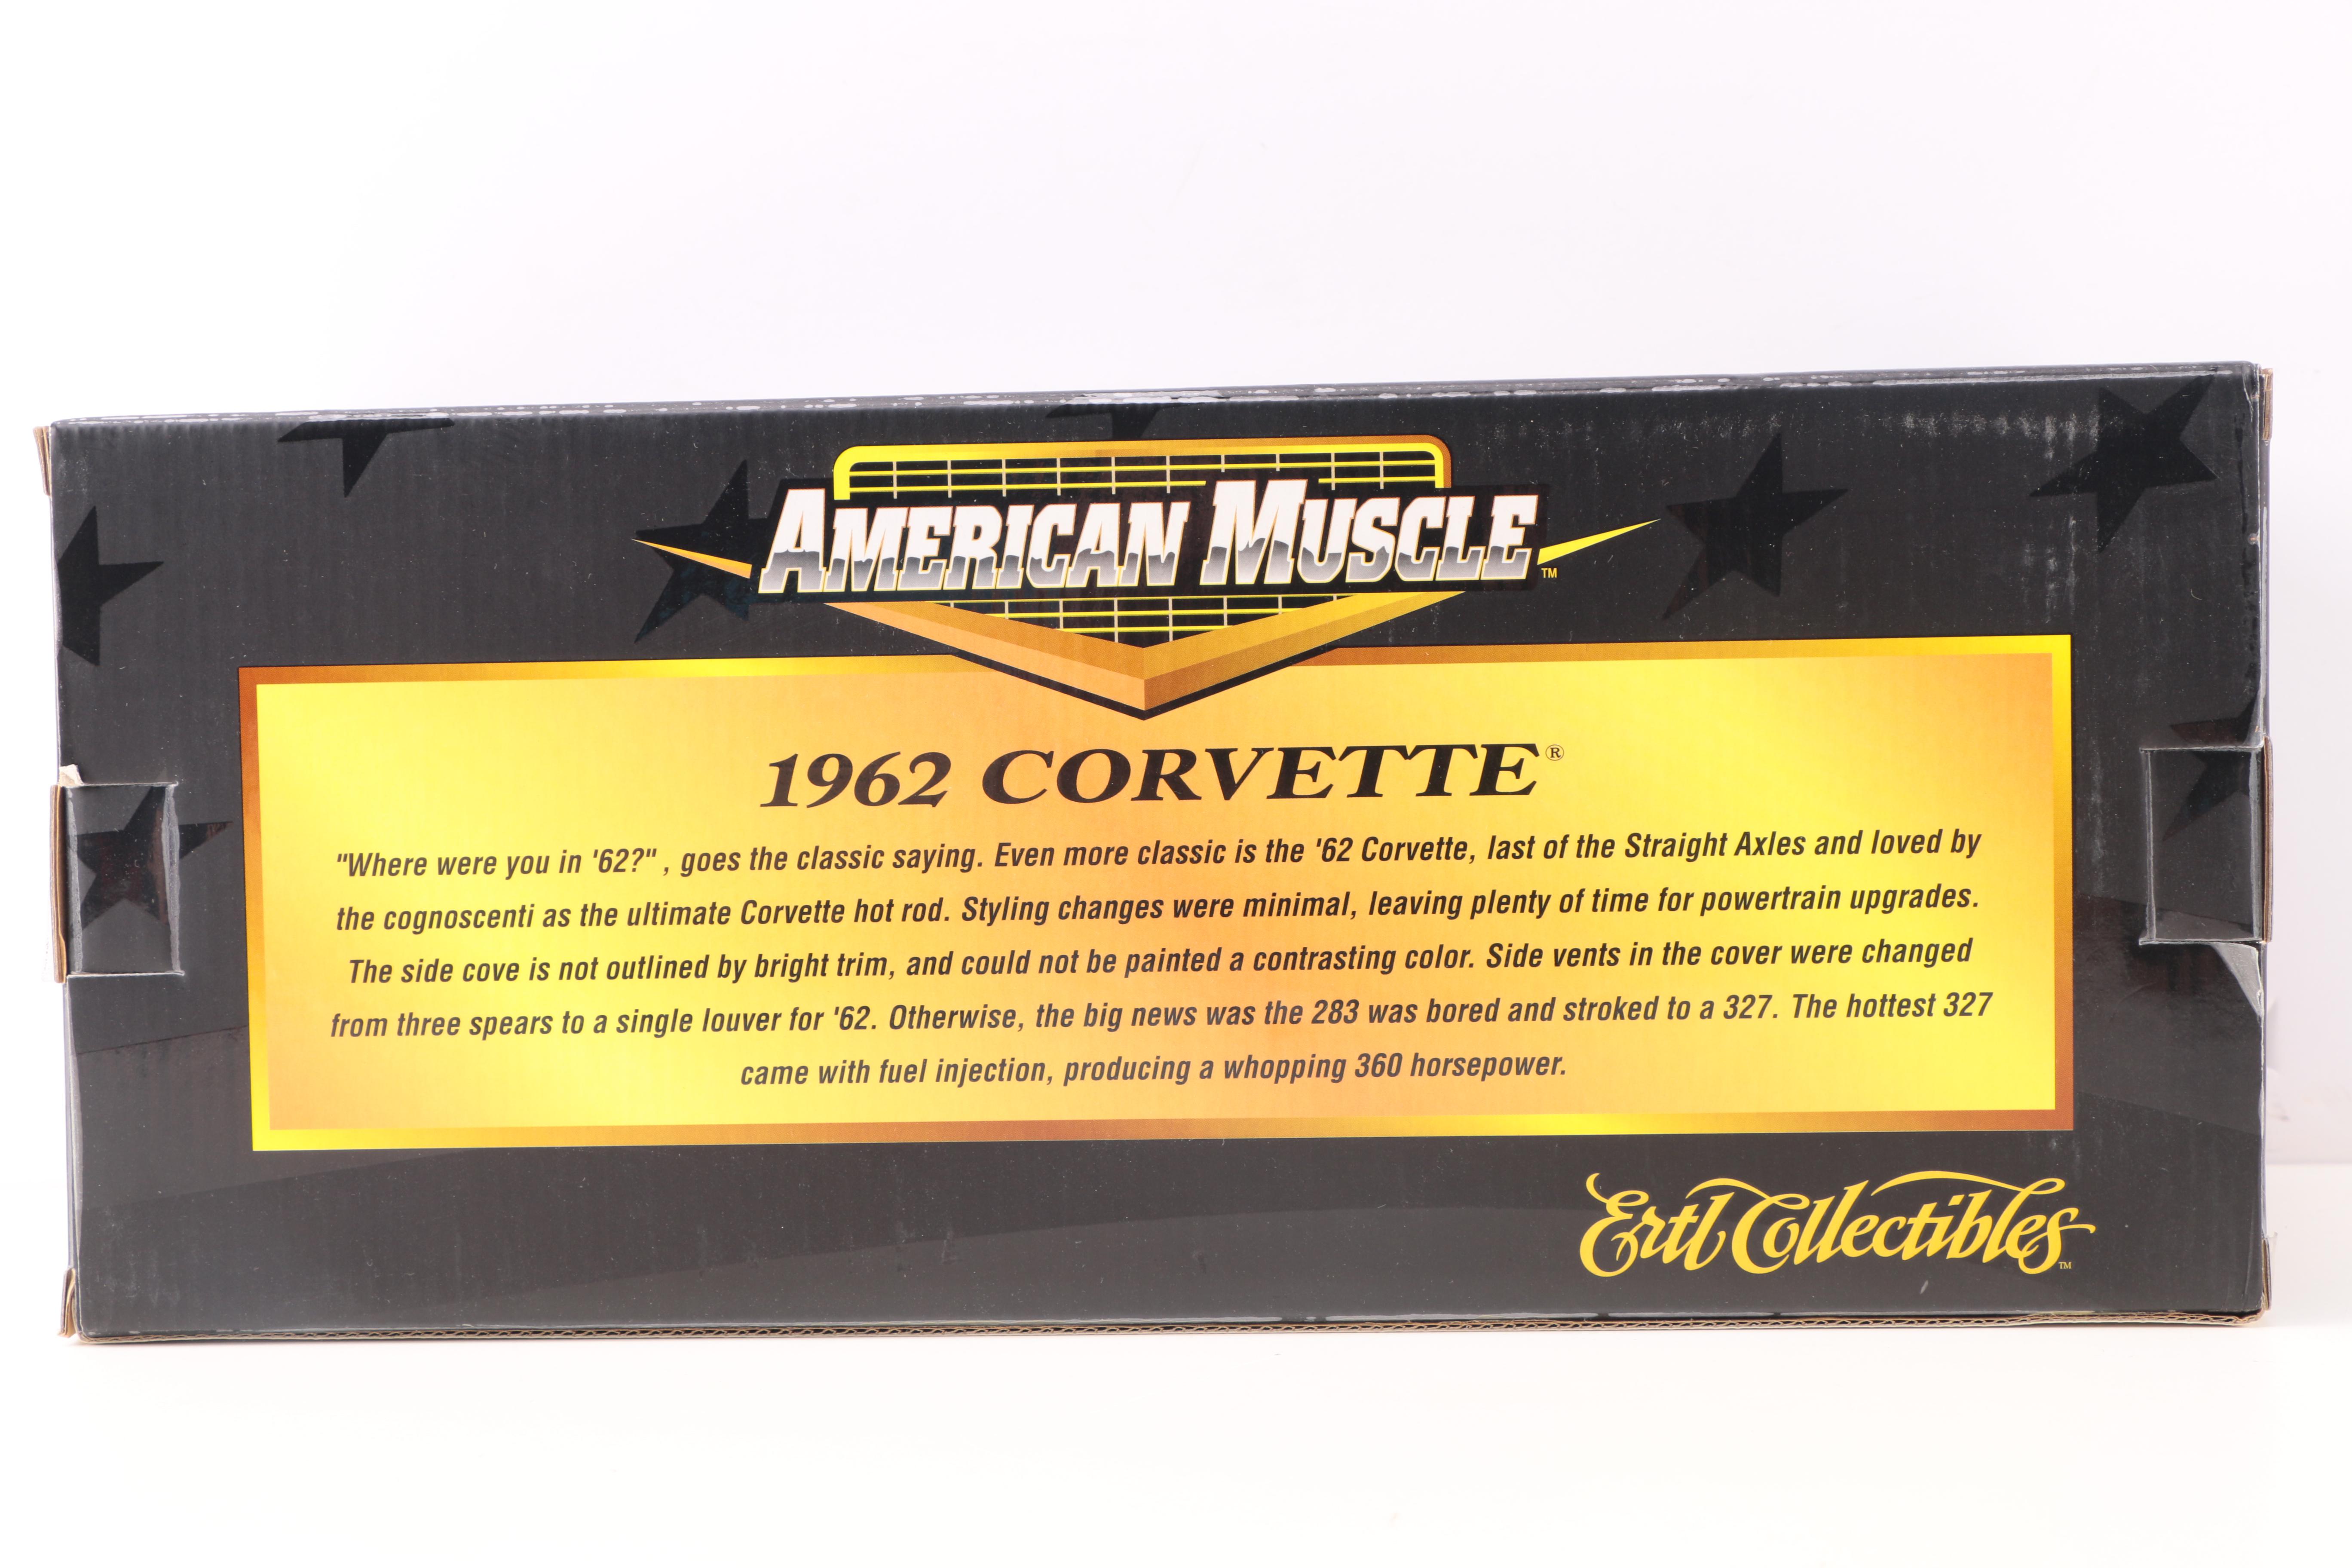 AMERICAN MUSCLE™
1962 CORVETTE®
"Where were you in '62?" , goes the classic saying. Even more classic is the '62 Corvette, last of the Straight Axles and loved by
the cognoscenti as the ultimate Corvette hot rod. Styling changes were minimal, leaving plenty of time for powertrain upgrades.
The side cove is not outlined by bright trim, and could not be painted a contrasting color. Side vents in the cover were changed
from three spears to a single louver for '62. Otherwise, the big news was the 283 was bored and stroked to a 327. The hottest 327
came with fuel injection, producing a whopping 360 horsepower.
Ertl Collectibles™